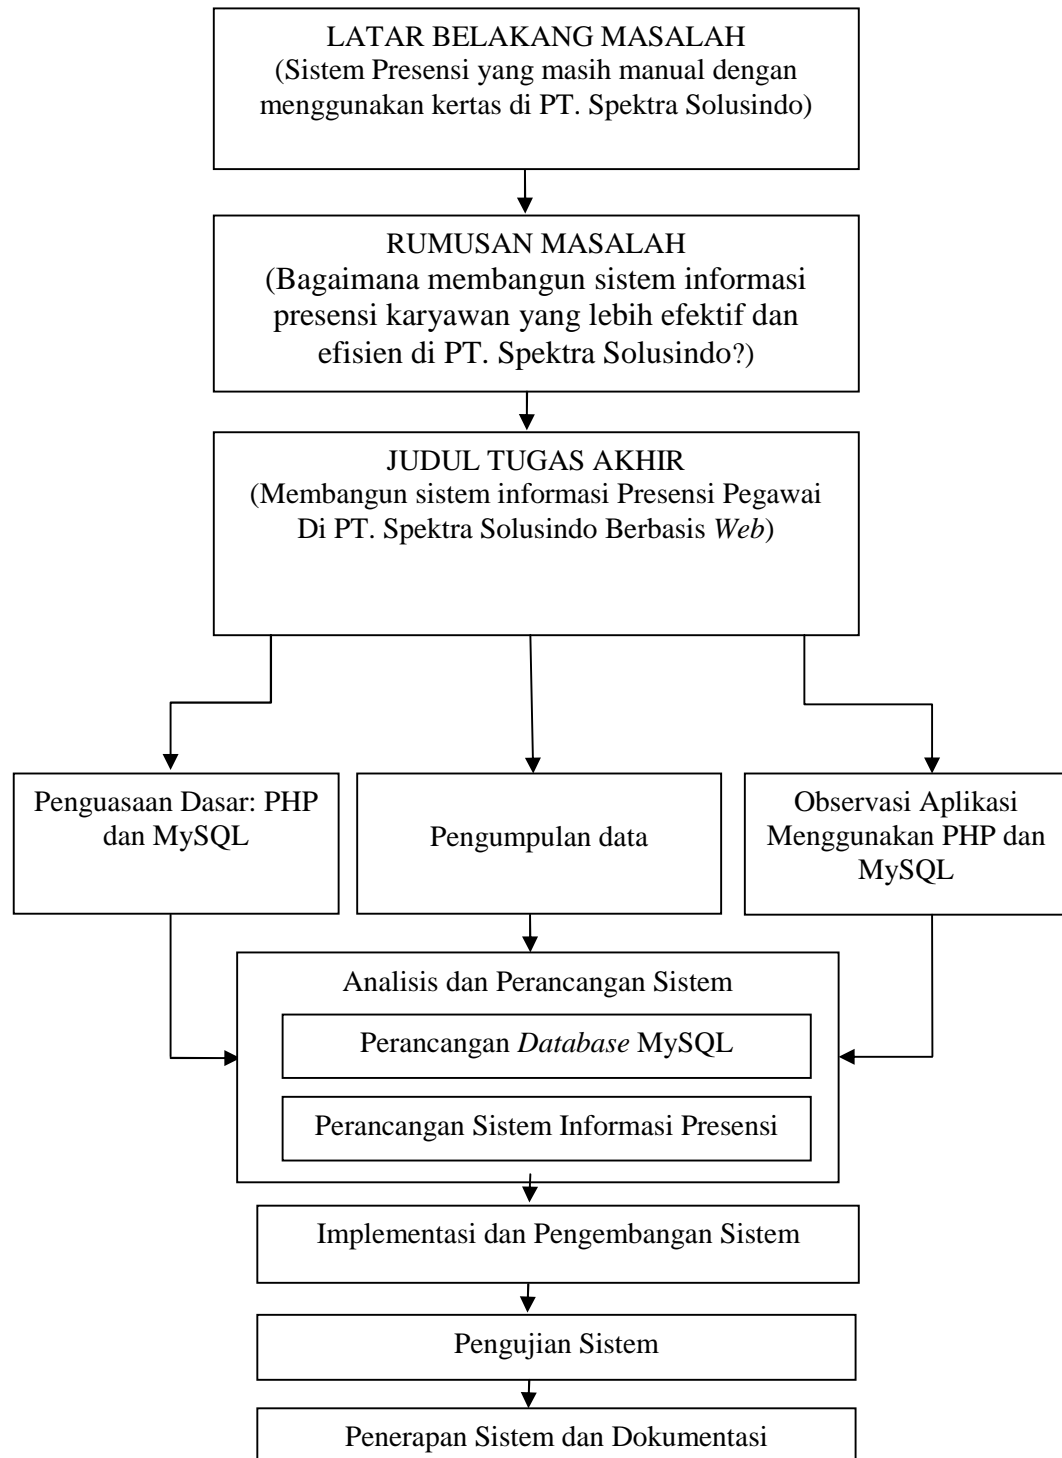 LATAR BELAKANG MASALAH
(Sistem Presensi yang masih manual dengan
menggunakan kertas di PT. Spektra Solusindo)
RUMUSAN MASALAH
(Bagaimana membangun sistem informasi
presensi karyawan yang lebih efektif dan
efisien di PT. Spektra Solusindo?)
JUDUL TUGAS AKHIR
(Membangun sistem informasi Presensi Pegawai
Di PT. Spektra Solusindo Berbasis Web)
Penguasaan Dasar: PHP
dan MySQL
Pengumpulan data
Observasi Aplikasi
Menggunakan PHP dan
MySQL
Analisis dan Perancangan Sistem
Perancangan Database MySQL
Perancangan Sistem Informasi Presensi
Implementasi dan Pengembangan Sistem
Pengujian Sistem
Penerapan Sistem dan Dokumentasi